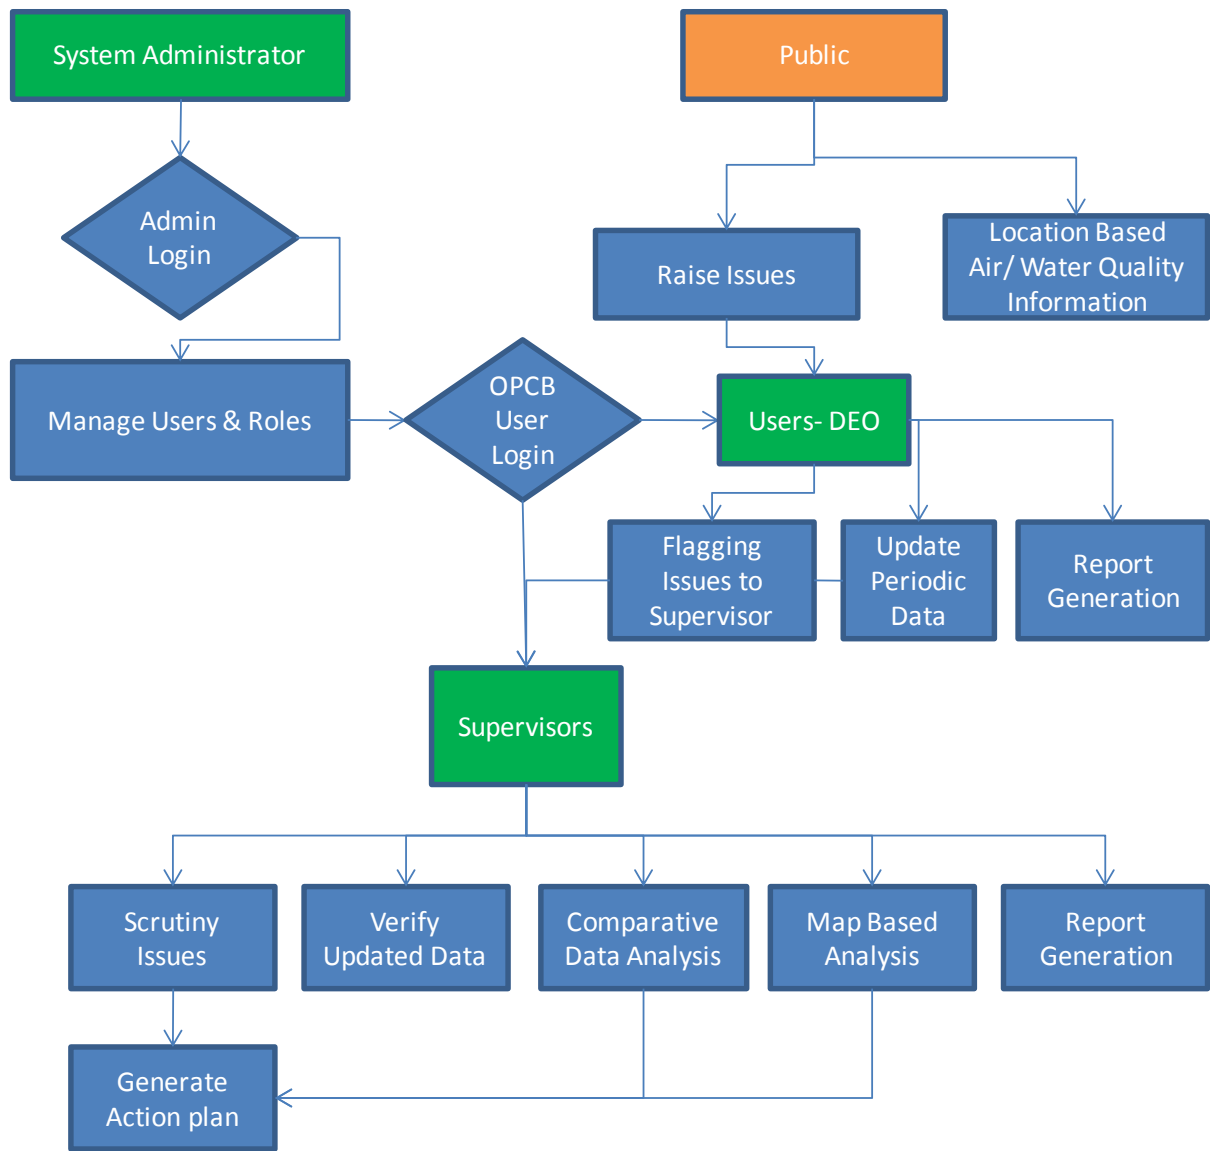 System Administrator
Public
Admin
Login
Raise Issues
Location Based
Air/ Water Quality
Information
Manage Users & Roles
OPCB
User
Login
Users- DEO
Flagging
Issues to
Supervisor
Update
Periodic
Data
Report
Generation
Supervisors
Scrutiny
Issues
Verify
Updated Data
Comparative
Data Analysis
Map Based
Analysis
Report
Generation
Generate
Action plan